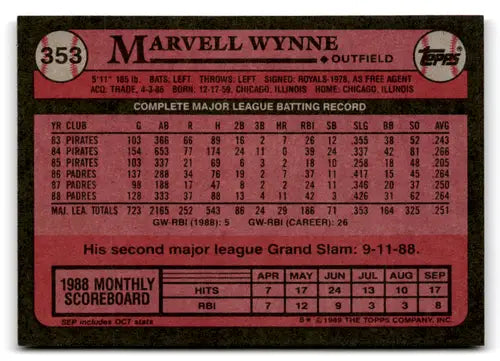 353
MARVELL WYNNE
OUTFIELD
TOPPS
5'11" 185 lb. BATS: LEFT THROWS: LEFT SIGNED: ROYALS-1978, AS FREE AGENT
ACQ: TRADE, 4-3-86 BORN: 12-17-59, CHICAGO, ILLINOIS HOME: CHICAGO, ILLINOIS
COMPLETE MAJOR LEAGUE BATTING RECORD
YR CLUB G AB R H 2B 3B HR RBI SB SLG BB SO AVG
83 PIRATES 103 366 66 89 16 2 7 26 12 .355 38 52 .243
84 PIRATES 154 653 77 174 24 11 0 39 24 .337 42 81 .266
85 PIRATES 103 337 21 69 6 3 2 18 10 .258 18 48 .205
86 PADRES 137 288 34 76 19 2 7 37 11 .417 15 45 .264
87 PADRES 98 188 17 47 8 2 2 24 11 .346 20 37 .250
88 PADRES 128 333 37 88 13 4 11 42 3 .426 31 62 .264
MAJ. LEA. TOTALS 723 2165 252 543 86 24 29 186 71 .353 164 325 .251
GW-RBI (1988): 5 GW-RBI (CAREER): 26
His second major league Grand Slam: 9-11-88.
1988 MONTHLY SCOREBOARD
APR MAY JUN JUL AUG SEP
HITS 7 17 24 13 10 17
RBI 7 12 9 3 3 8
SEP includes OCT stats
B* © 1989 THE TOPPS COMPANY, INC.